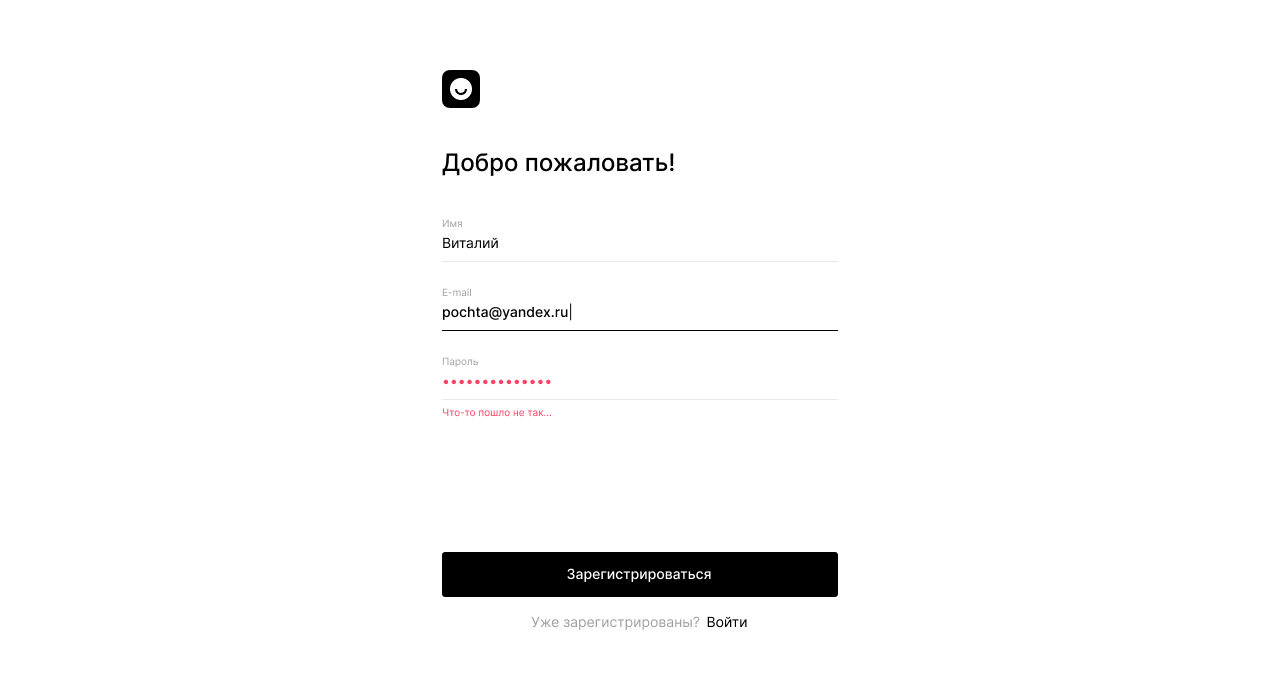 Добро пожаловать!
Имя
Виталий
E-mail
pochta@yandex.ru
Пароль
••••••••••••••
Что-то пошло не так...
Зарегистрироваться
Уже зарегистрированы? Войти